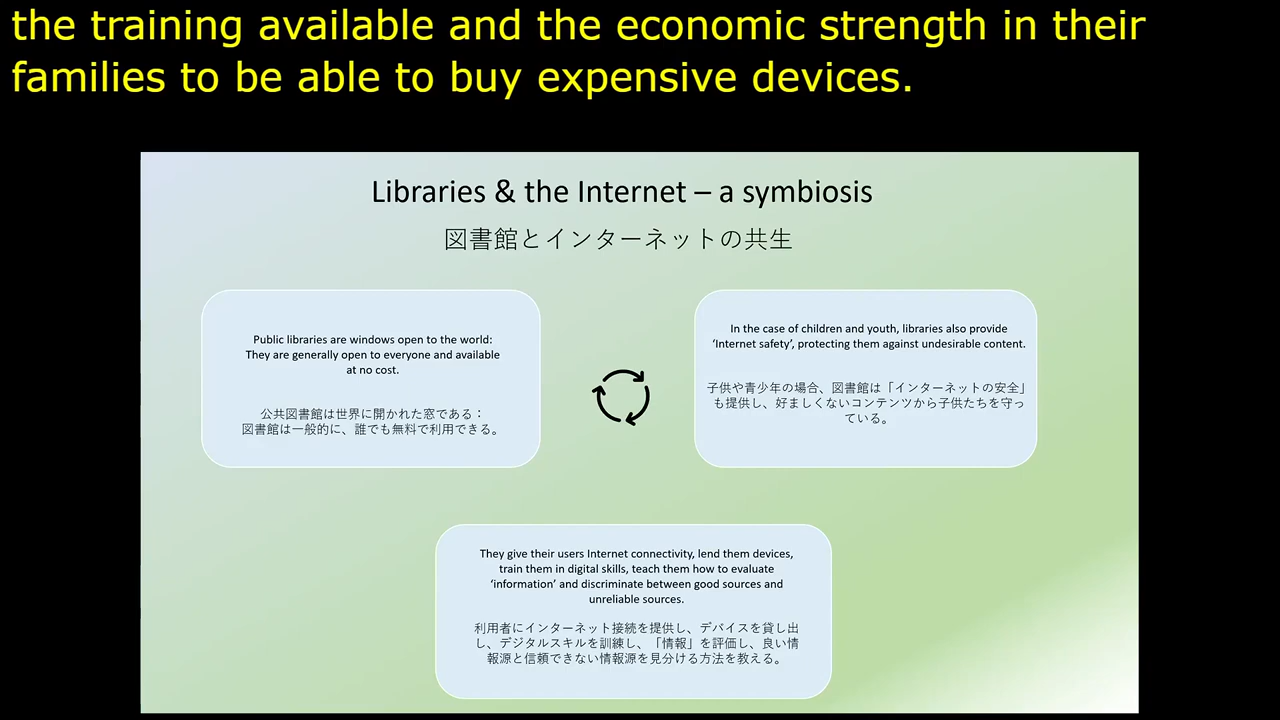 the training available and the economic strength in their
families to be able to buy expensive devices.
Libraries & the Internet – a symbiosis
図書館とインターネットの共生
Public libraries are windows open to the world:
They are generally open to everyone and available
at no cost.
公共図書館は世界に開かれた窓である：
図書館は一般的に、誰でも無料で利用できる。
In the case of children and youth, libraries also provide
‘Internet safety’, protecting them against undesirable content.
子供や青少年の場合、図書館は「インターネットの安全」
も提供し、好ましくないコンテンツから子供たちを守っ
ている。
They give their users Internet connectivity, lend them devices,
train them in digital skills, teach them how to evaluate
‘information’ and discriminate between good sources and
unreliable sources.
利用者にインターネット接続を提供し、デバイスを貸し出
し、デジタルスキルを訓練し、「情報」を評価し、良い情
報源と信頼できない情報源を見分ける方法を教える。